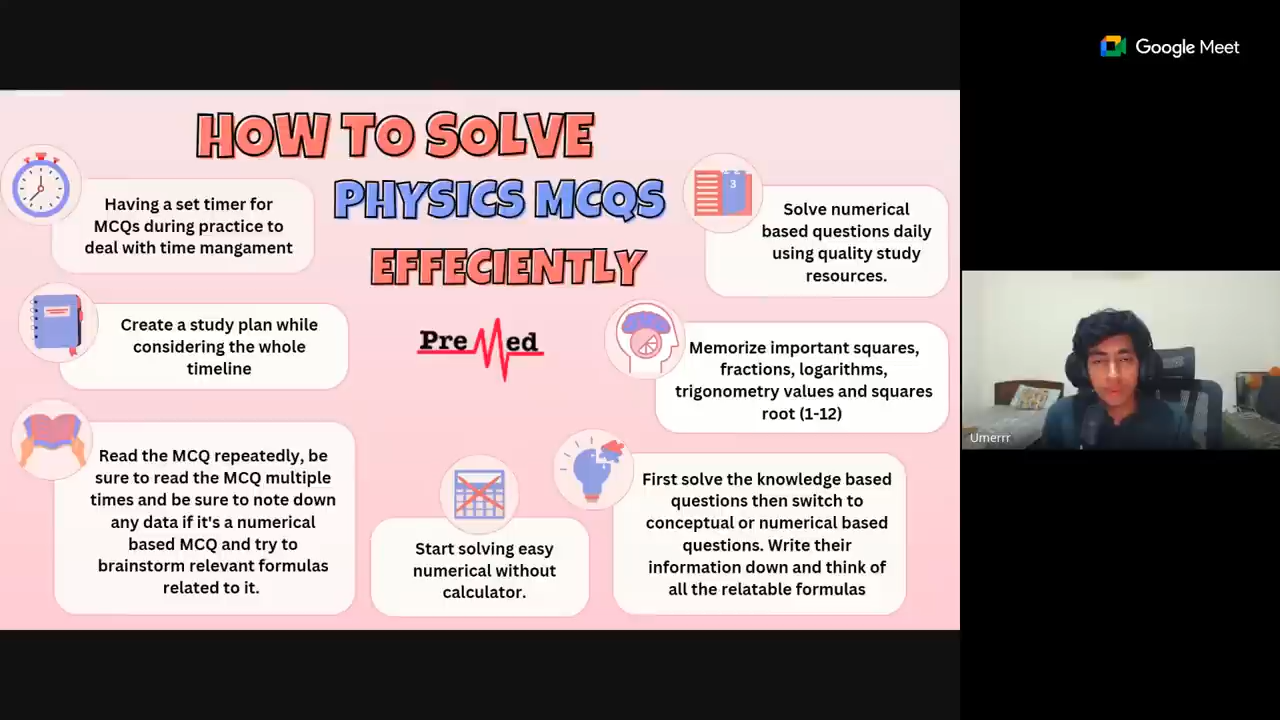 Google Meet
HOW TO SOLVE
PHYSICS MCQS
EFFECIENTLY
Having a set timer for
MCQs during practice to
deal with time mangament
Create a study plan while
considering the whole
timeline
Read the MCQ repeatedly, be
sure to read the MCQ multiple
times and be sure to note down
any data if it's a numerical
based MCQ and try to
brainstorm relevant formulas
related to it.
PreMed
Start solving easy
numerical without
calculator.
3
Solve numerical
based questions daily
using quality study
resources.
Memorize important squares,
fractions, logarithms,
trigonometry values and squares
root (1-12)
First solve the knowledge based
questions then switch to
conceptual or numerical based
questions. Write their
information down and think of
all the relatable formulas
Umerrr